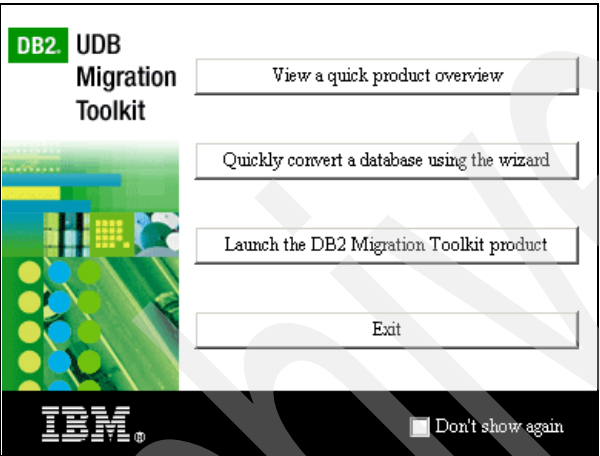 DB2. UDB
Migration
Toolkit
View a quick product overview
Quickly convert a database using the wizard
Launch the DB2 Migration Toolkit product
Exit
IBM®
Don't show again